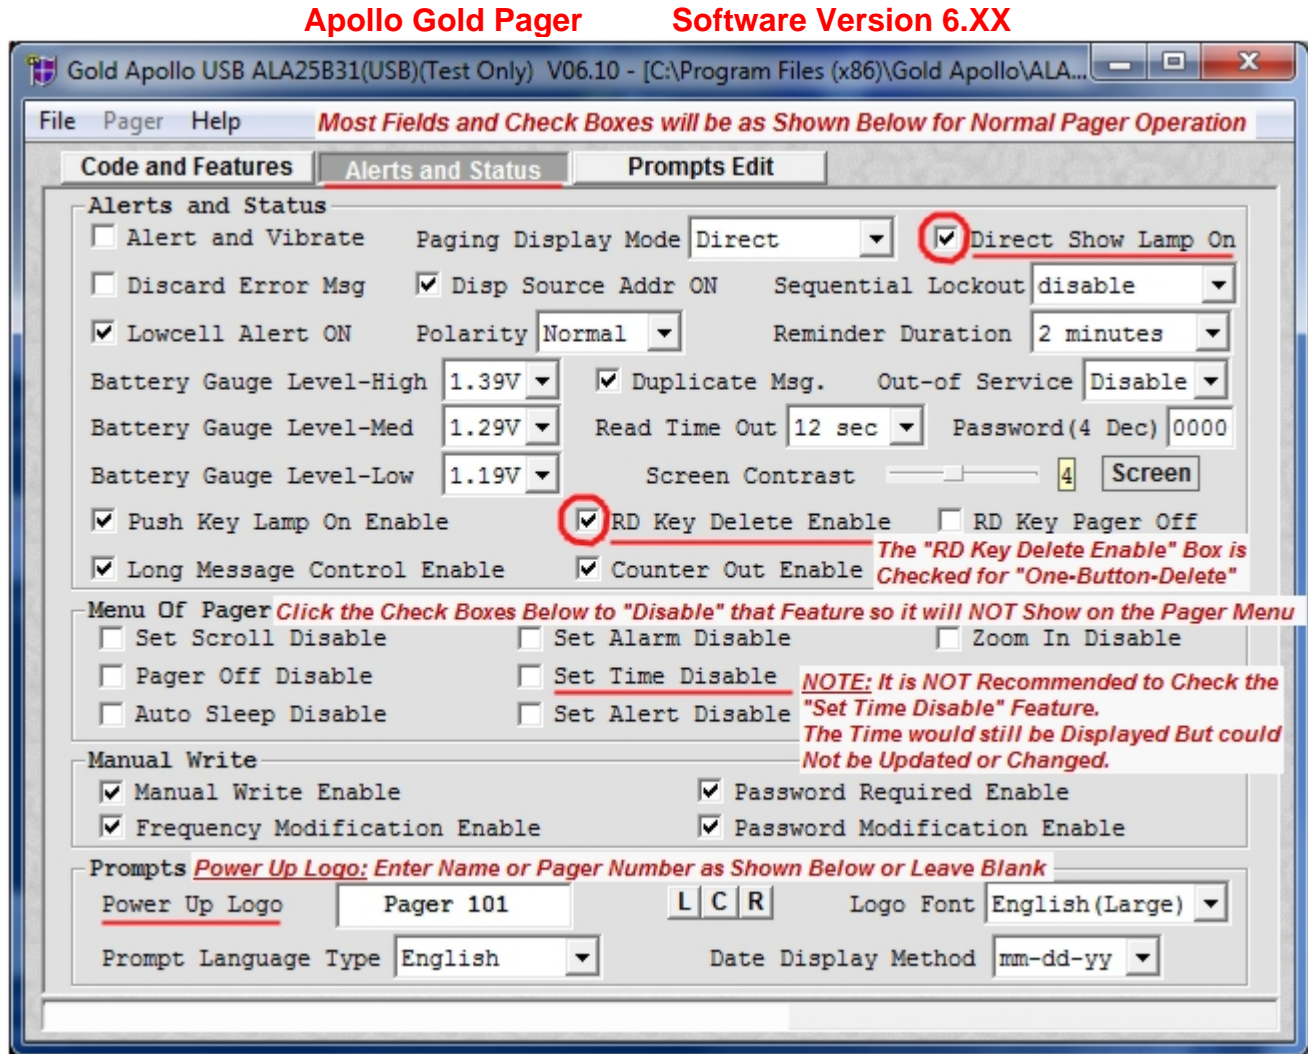 Apollo Gold Pager Software Version 6.XX
Gold Apollo USB ALA25B31(USB)(Test Only) V06.10 - [C:\Program Files (x86)\Gold Apollo\ALA...
File Pager Help Most Fields and Check Boxes will be as Shown Below for Normal Pager Operation
Code and Features Alerts and Status Prompts Edit
Alerts and Status
Alert and Vibrate Paging Display Mode Direct Direct Show Lamp On
Discard Error Msg Disp Source Addr ON Sequential Lockout disable
Lowcell Alert ON Polarity Normal Reminder Duration 2 minutes
Battery Gauge Level-High 1.39V Duplicate Msg. Out-of Service Disable
Battery Gauge Level-Med 1.29V Read Time Out 12 sec Password(4 Dec) 0000
Battery Gauge Level-Low 1.19V Screen Contrast 4 Screen
Push Key Lamp On Enable RD Key Delete Enable RD Key Pager Off
The "RD Key Delete Enable" Box is
Long Message Control Enable Counter Out Enable Checked for "One-Button-Delete"
Menu Of Pager Click the Check Boxes Below to "Disable" that Feature so it will NOT Show on the Pager Menu
Set Scroll Disable Set Alarm Disable Zoom In Disable
Pager Off Disable Set Time Disable NOTE: It is NOT Recommended to Check the
"Set Time Disable" Feature.
Auto Sleep Disable Set Alert Disable The Time would still be Displayed But could
Manual Write Not be Updated or Changed.
Manual Write Enable Password Required Enable
Frequency Modification Enable Password Modification Enable
Prompts Power Up Logo: Enter Name or Pager Number as Shown Below or Leave Blank
Power Up Logo Pager 101 L C R Logo Font English(Large)
Prompt Language Type English Date Display Method mm-dd-yy